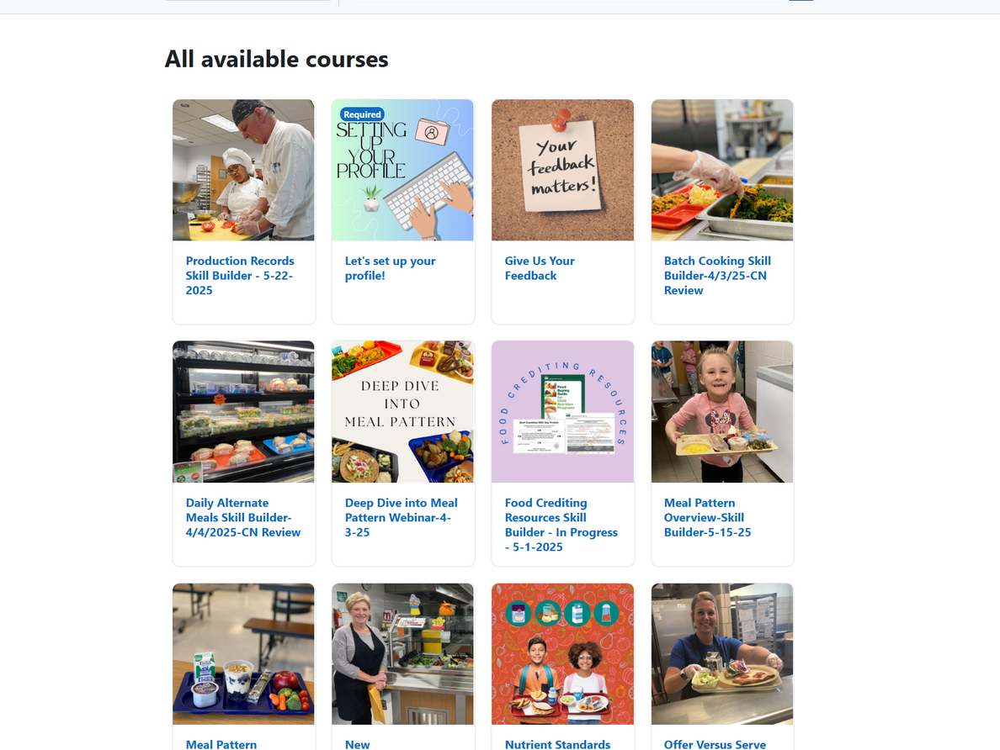 All available courses
Required
SETTING
UP
YOUR
PROFILE
Your
feedback
matters!
Production Records
Skill Builder - 5-22-
2025
Let's set up your
profile!
Give Us Your
Feedback
Batch Cooking Skill
Builder-4/3/25-CN
Review
DEEP DIVE
INTO
MEAL PATTERN
FOOD CREDITING RESOURCES
Food
Buying
Guide
for
Child
Nutrition
Programs
Daily Alternate
Meals Skill Builder-
4/4/2025-CN Review
Deep Dive into Meal
Pattern Webinar-4-
3-25
Food Crediting
Resources Skill
Builder - In Progress
- 5-1-2025
Meal Pattern
Overview-Skill
Builder-5-15-25
Meal Pattern
New
Nutrient Standards
Offer Versus Serve